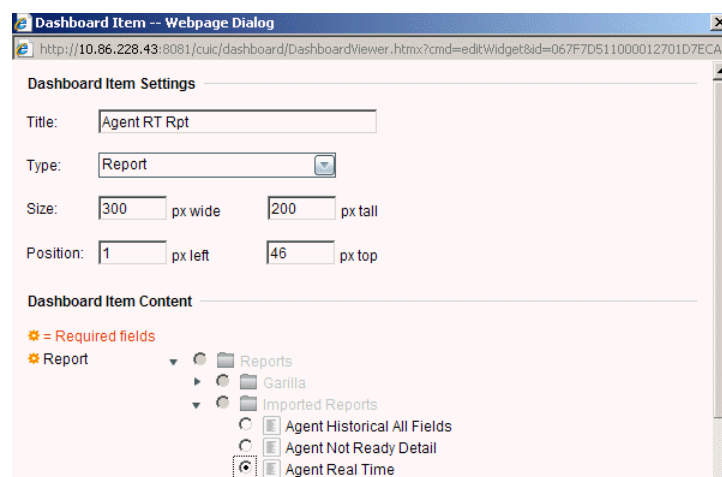 Dashboard Item -- Webpage Dialog
http://10.86.228.43:8081/cuic/dashboard/DashboardViewer.htmx?cmd=editWidget&id=067F7D511000012701D7ECA
Dashboard Item Settings
Title: Agent RT Rpt
Type: Report
Size: 300 px wide 200 px tall
Position: 1 px left 46 px top
Dashboard Item Content
= Required fields
Report Reports
Garilla
Imported Reports
Agent Historical All Fields
Agent Not Ready Detail
Agent Real Time